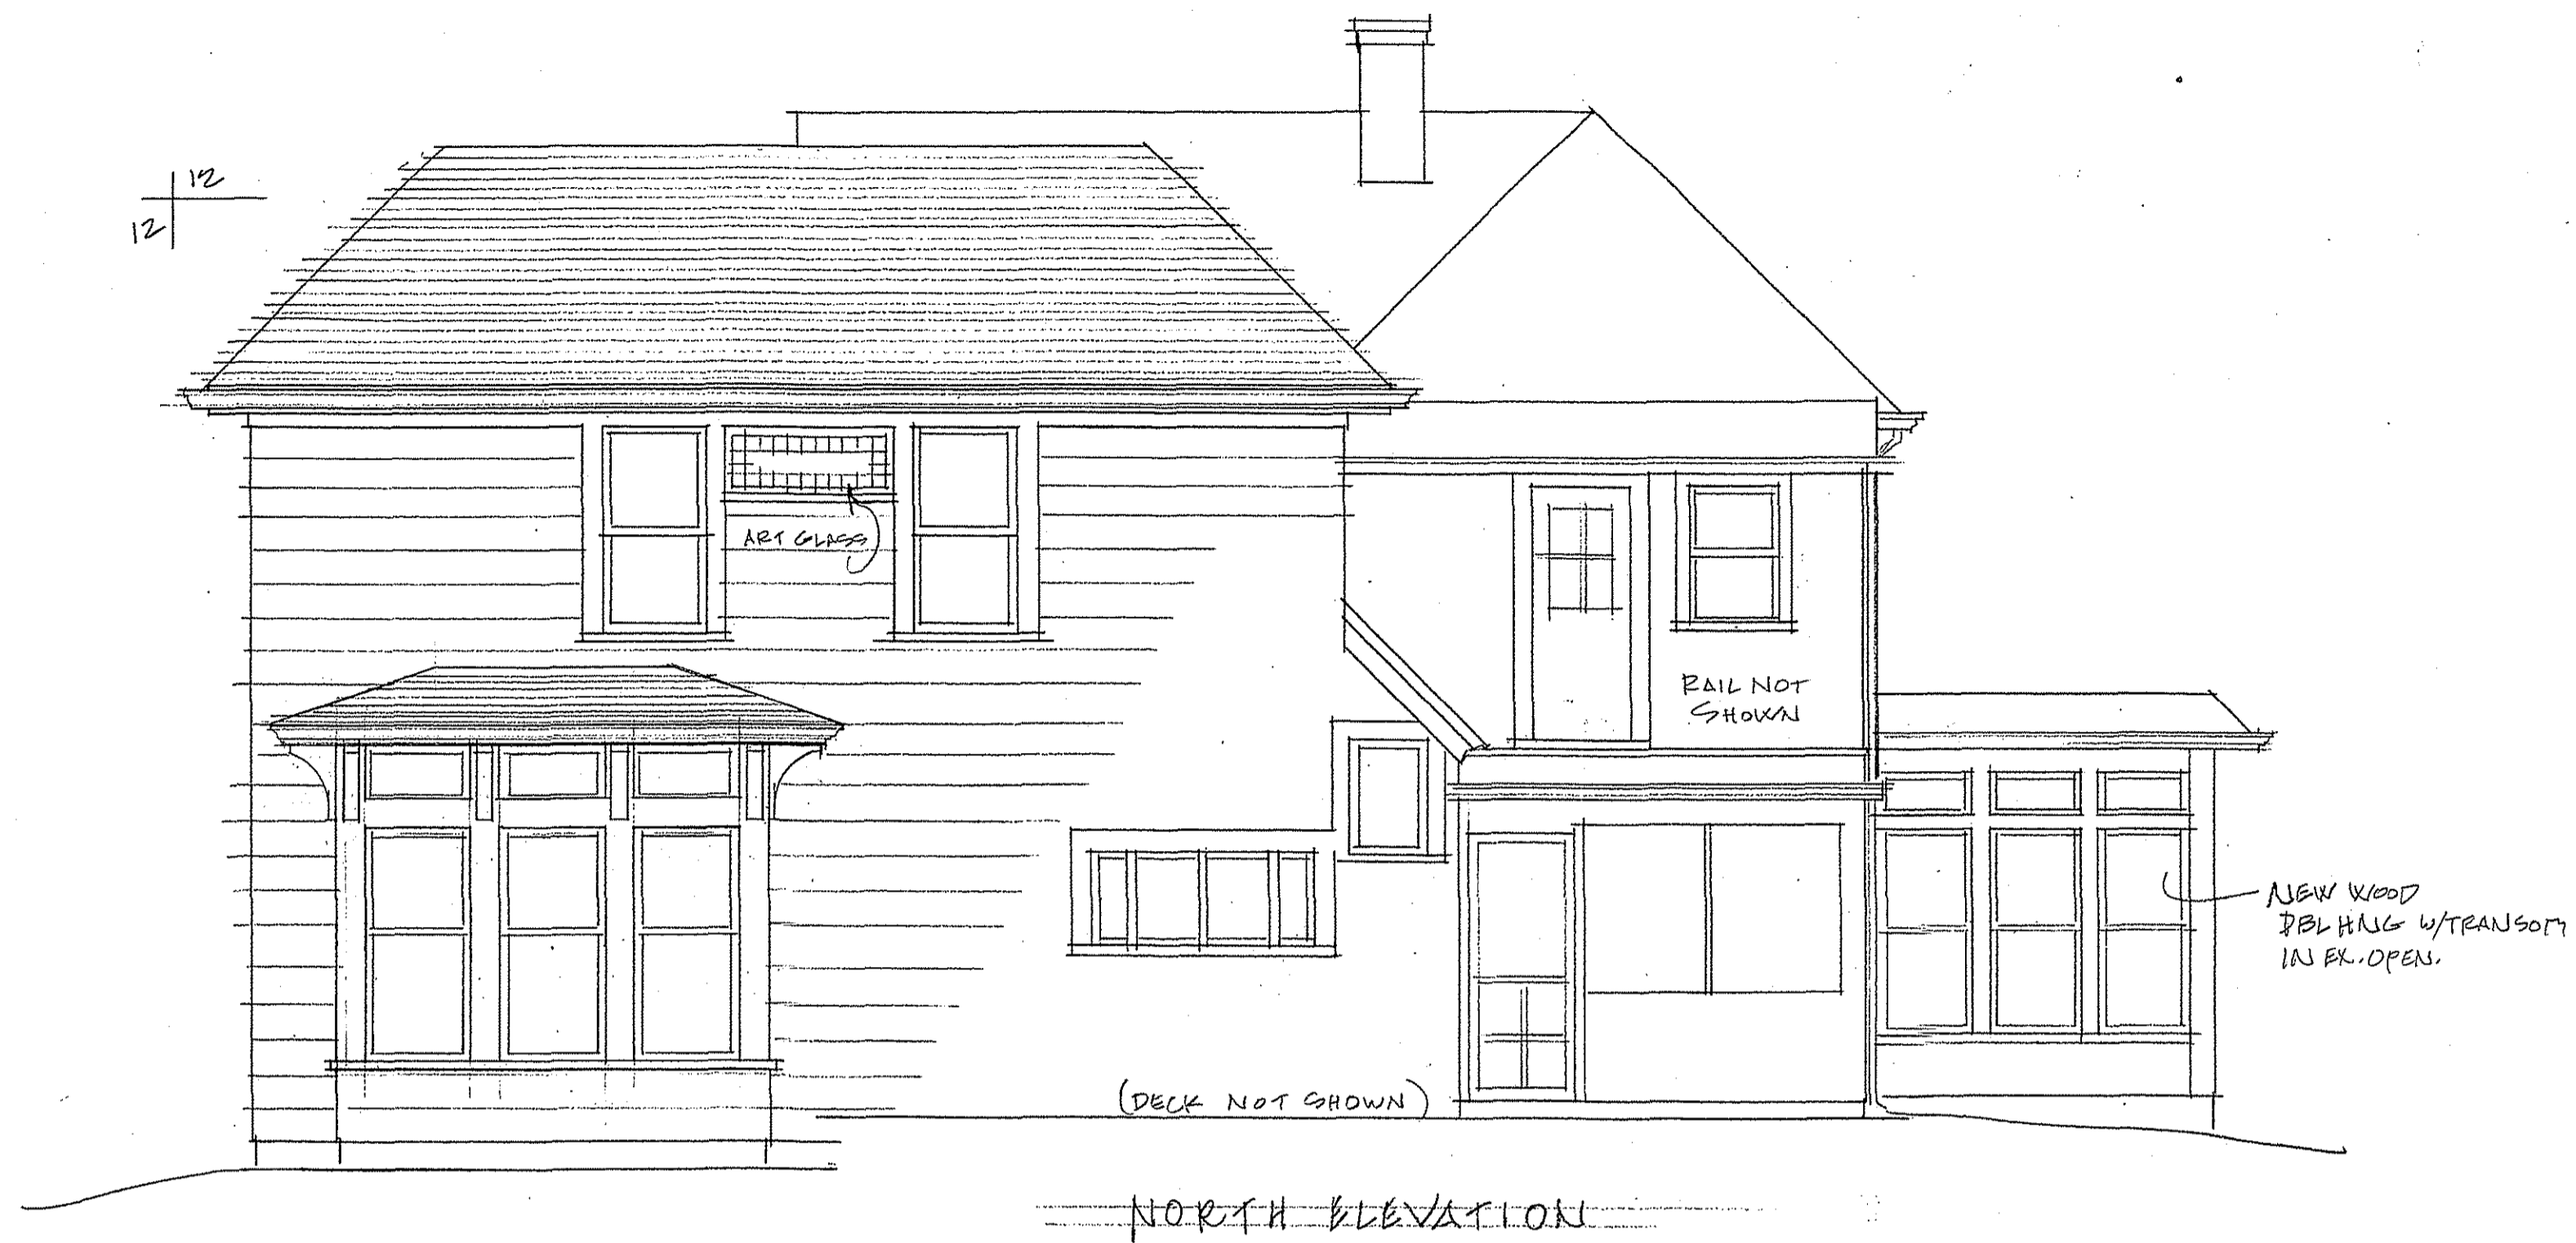 12
12
ART GLASS
RAIL NOT
SHOWN
NEW WOOD
DBL HNG W/TRANSOM
IN EX. OPEN.
(DECK NOT SHOWN)
NORTH ELEVATION